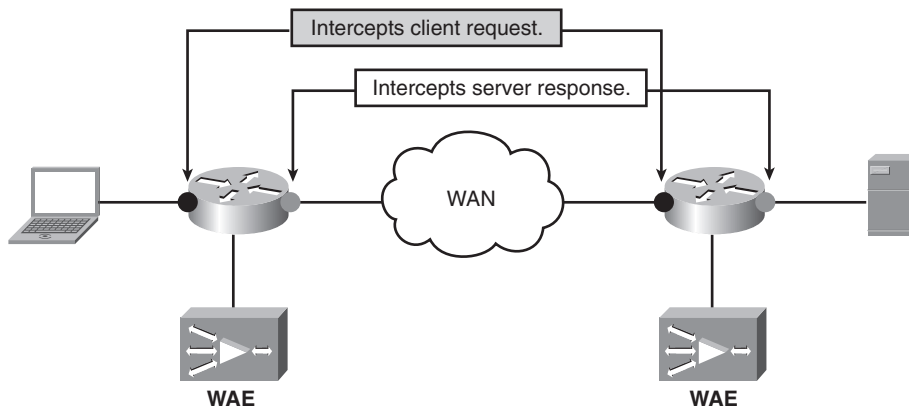 Intercepts client request.
Intercepts server response.
WAN
WAE
WAE